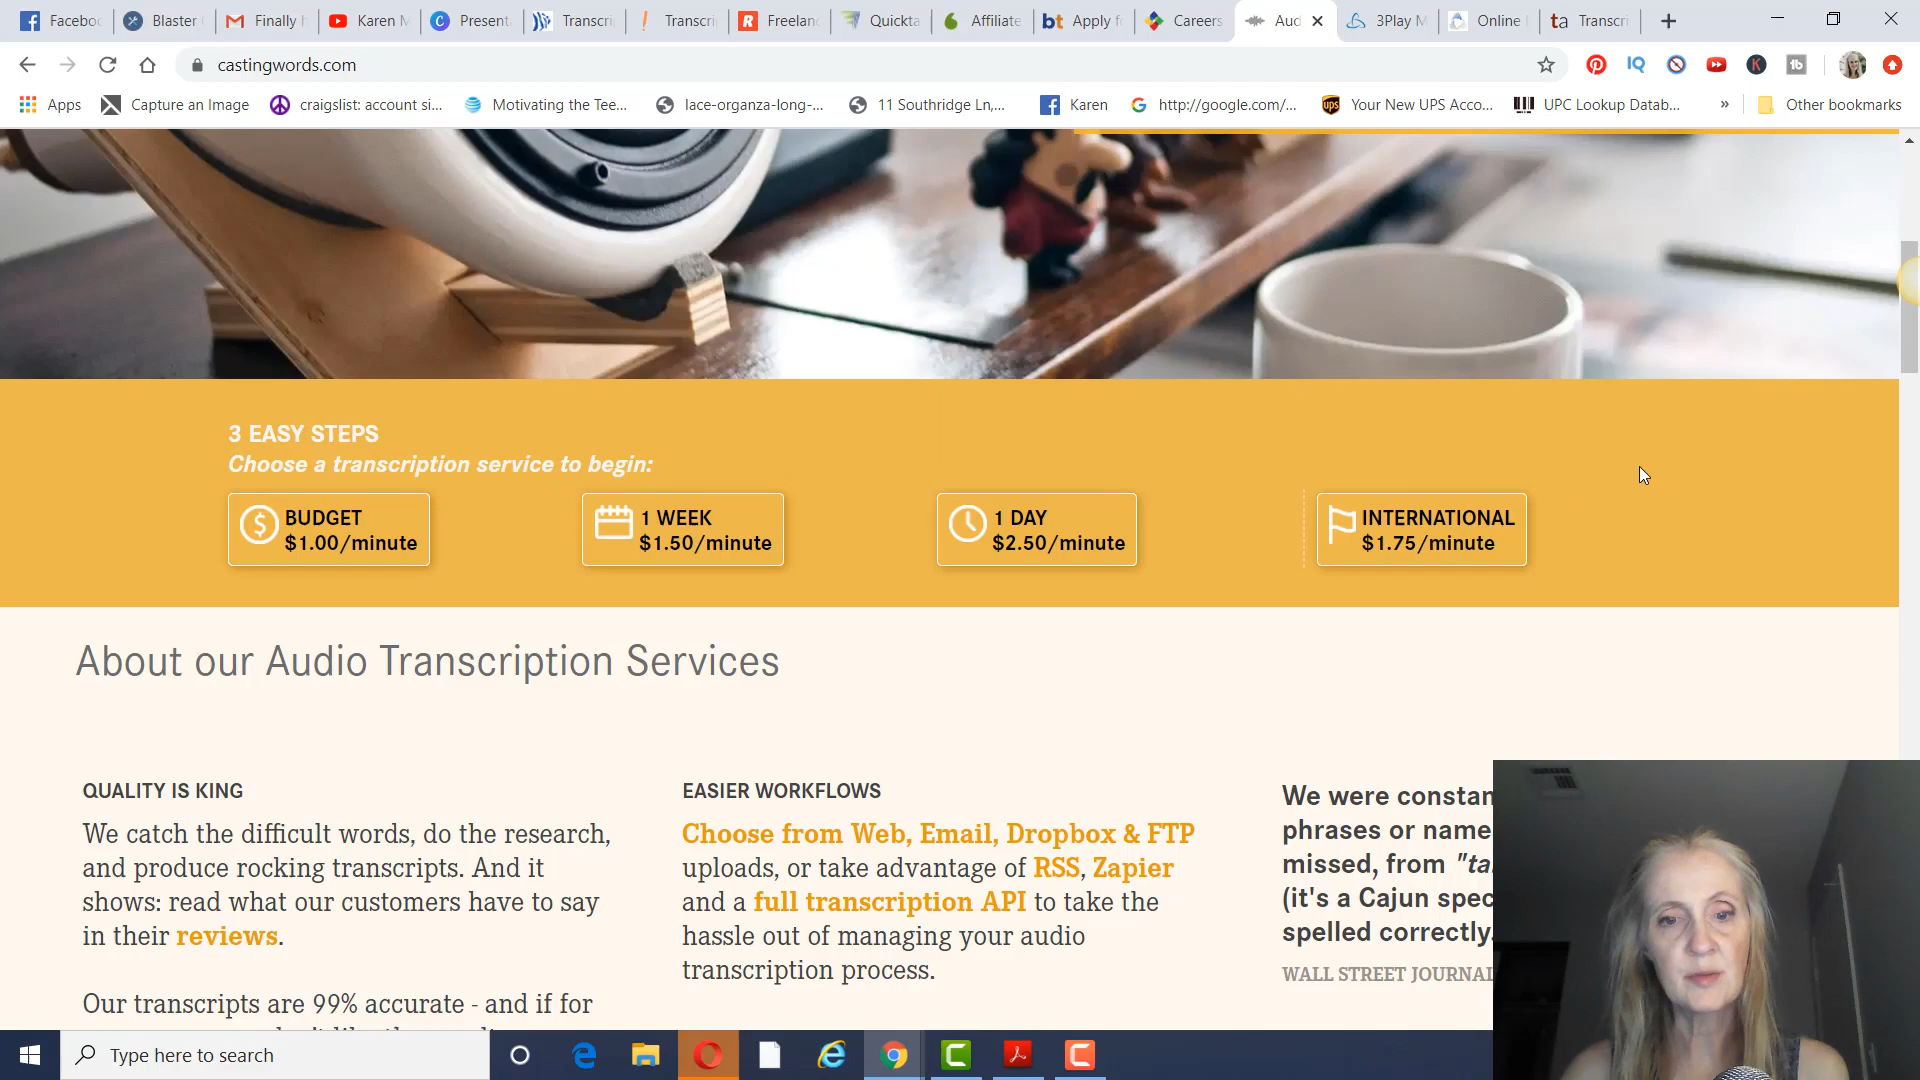 Facebo
Blaster
Finally h
Karen M
Present
Transcri
Transcri
Freelan
Quickta
Affiliate
Apply f
Careers
Aud
3Play M
Online
Transcri
castingwords.com
Apps
Capture an Image
craigslist: account si...
Motivating the Tee...
lace-organza-long-...
11 Southridge Ln,...
Karen
http://google.com/...
Your New UPS Acco...
UPC Lookup Datab...
»
Other bookmarks
3 EASY STEPS
Choose a transcription service to begin:
BUDGET
$1.00/minute
1 WEEK
$1.50/minute
1 DAY
$2.50/minute
INTERNATIONAL
$1.75/minute
About our Audio Transcription Services
QUALITY IS KING
We catch the difficult words, do the research,
and produce rocking transcripts. And it
shows: read what our customers have to say
in their reviews.
Our transcripts are 99% accurate - and if for
EASIER WORKFLOWS
Choose from Web, Email, Dropbox & FTP
uploads, or take advantage of RSS, Zapier
and a full transcription API to take the
hassle out of managing your audio
transcription process.
We were constan
phrases or name
missed, from "ta
(it's a Cajun spec
spelled correctly.
WALL STREET JOURNAL
Type here to search